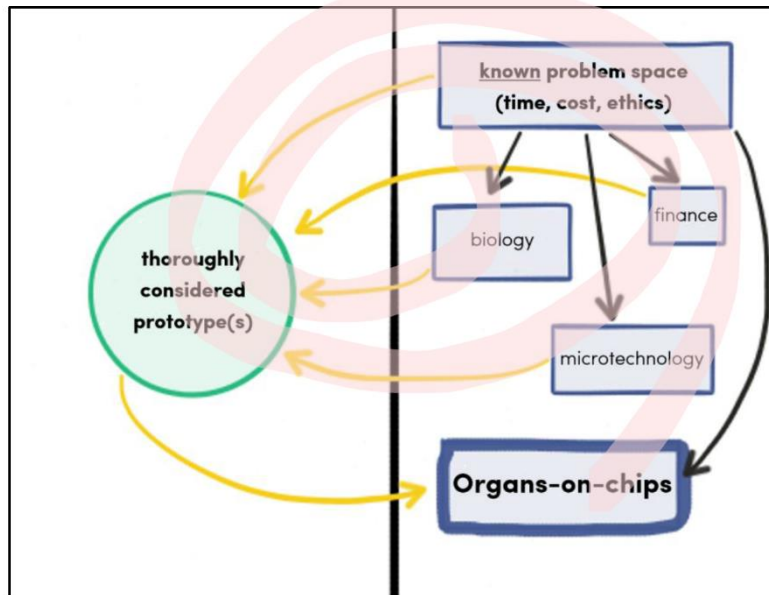 known problem space
(time, cost, ethics)
finance
biology
thoroughly
considered
prototype(s)
microtechnology
Organs-on-chips